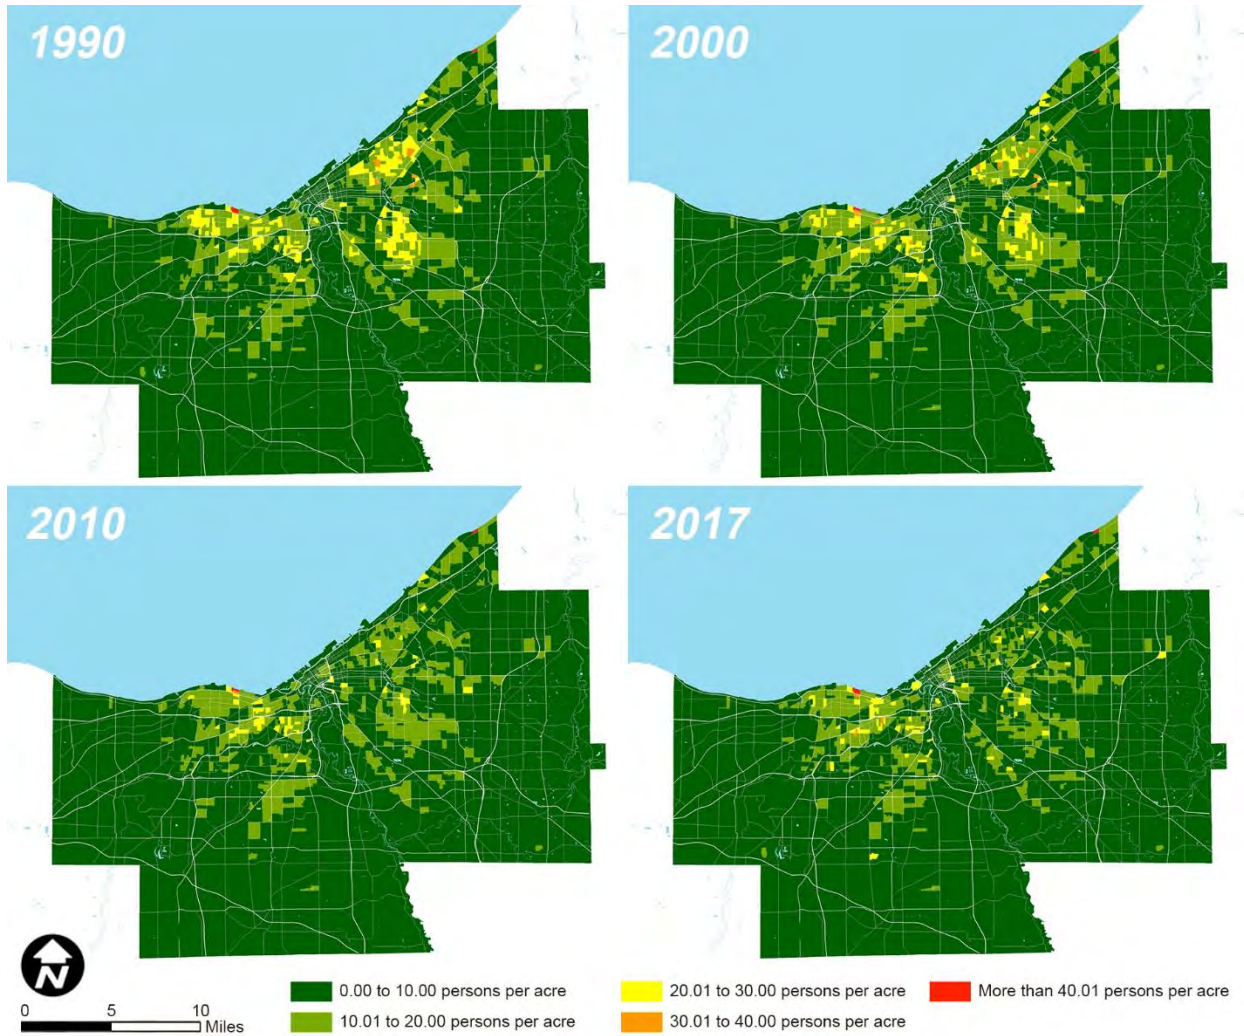 1990
2000
2010
2017
N
0 5 10
Miles
0.00 to 10.00 persons per acre
10.01 to 20.00 persons per acre
20.01 to 30.00 persons per acre
30.01 to 40.00 persons per acre
More than 40.01 persons per acre